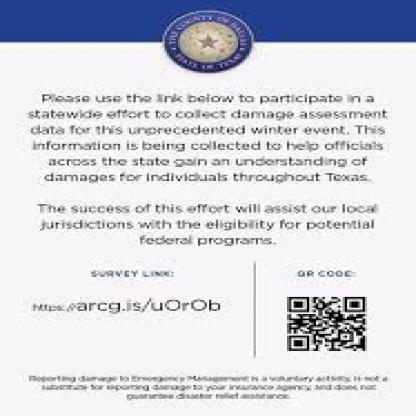 THE COUNTY OF
STATE OF TEXAS
Please use the link below to participate in a
statewide effort to collect damage assessment
data for this unprecedented winter event. This
information is being collected to help officials
across the state gain an understanding of
damages for individuals throughout Texas.
The success of this effort will assist our local
jurisdictions with the eligibility for potential
federal programs.
SURVEY LINK:
QR CODE:
https://arcg.is/uOrOb
Reporting damage to Emergency Management is a voluntary activity, is not a
substitute for reporting damage to your insurance agency, and does, not
guarantee disaster relief assistance.